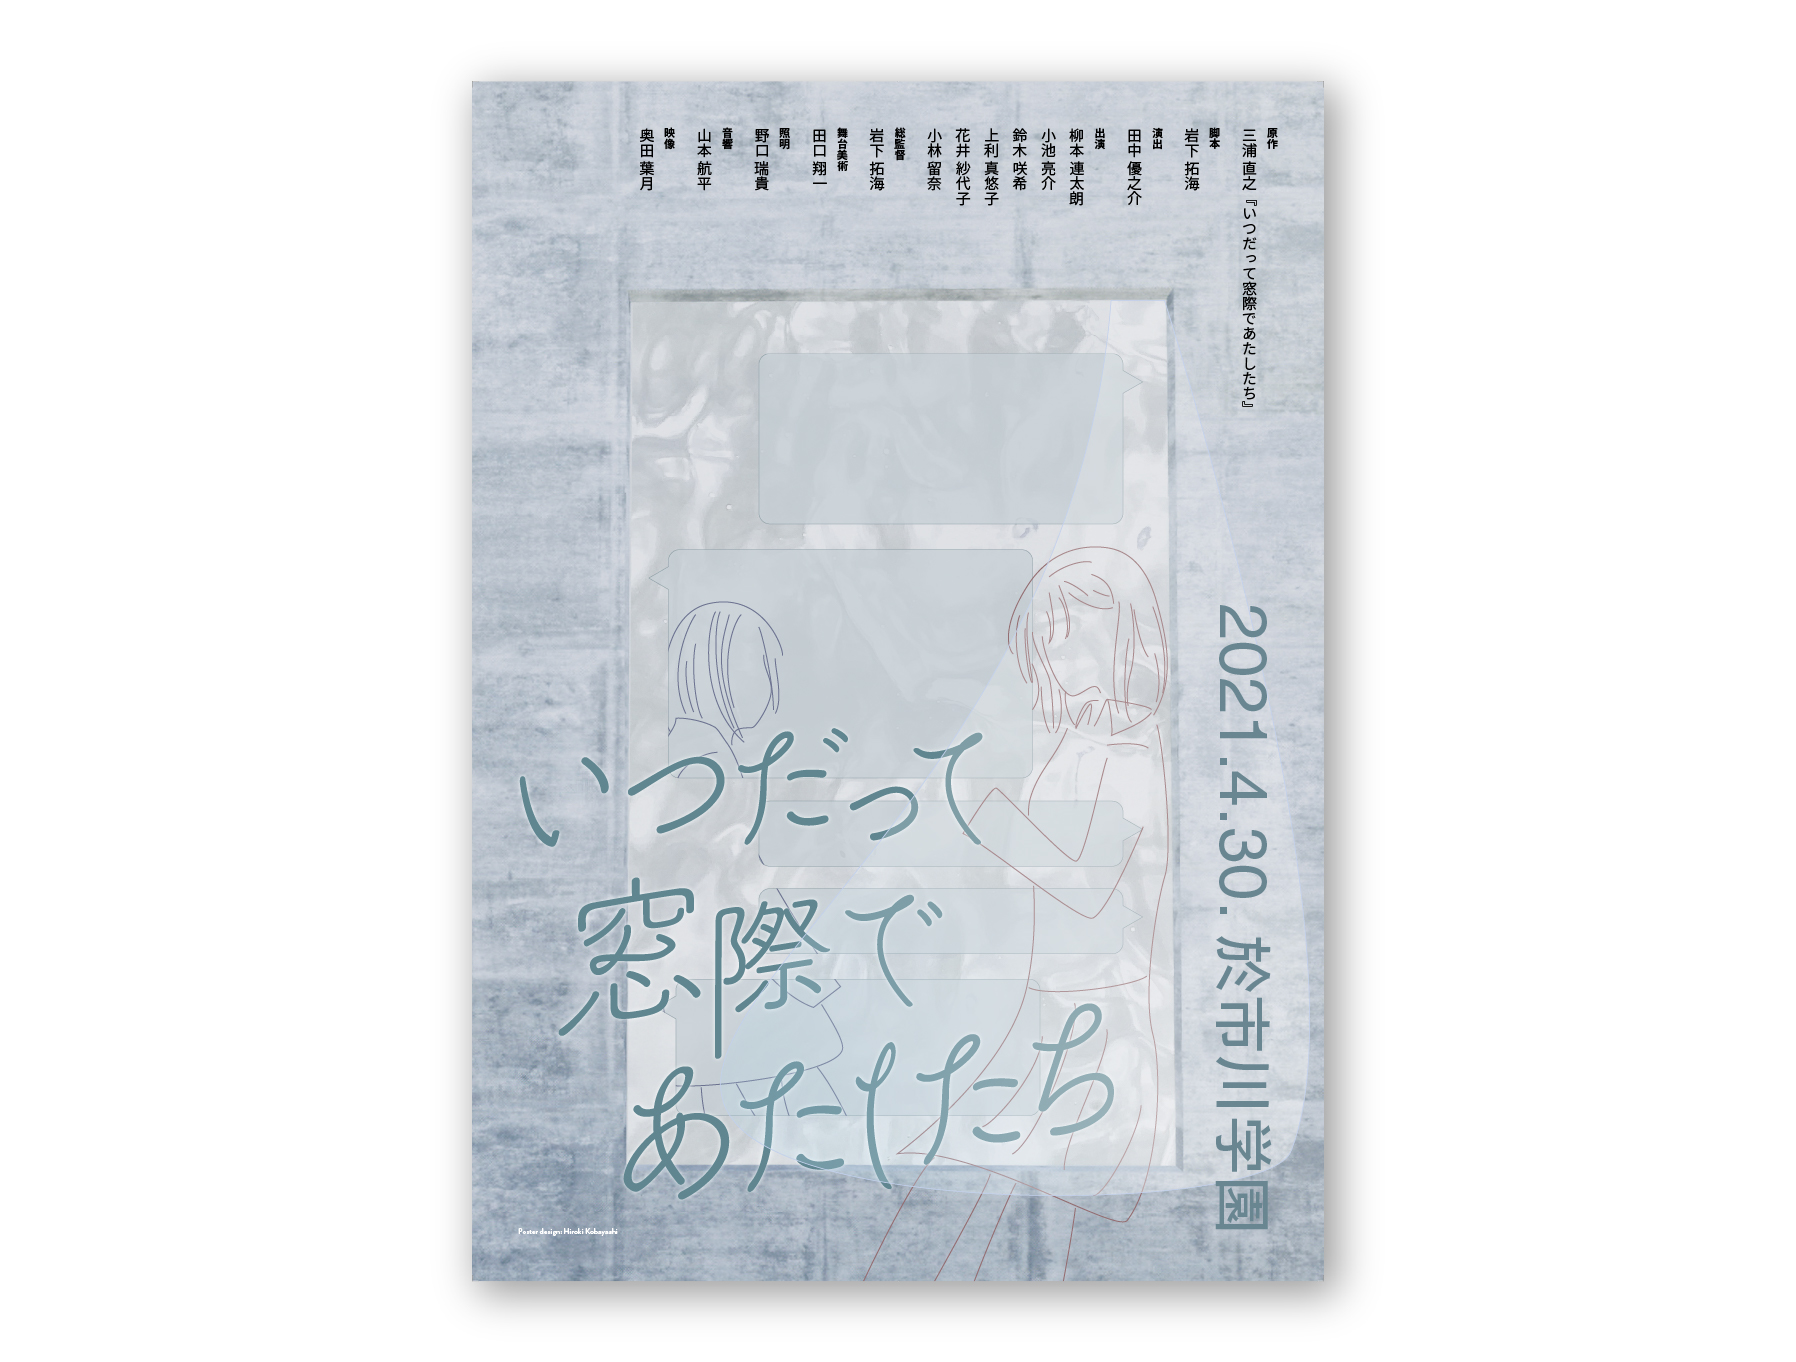 原作
三浦 直之『いつだって窓際であたしたち』
脚本
岩下 拓海
演出
田中 優之介
出演
柳本 連太朗
小池 亮介
鈴木 咲希
上利 真悠子
花井 紗代子
小林 留奈
総監督
岩下 拓海
舞台美術
田口 翔一
照明
野口 瑞貴
音響
山本 航平
映像
奥田 葉月
いつだって
窓際で
あたしたち
2021.4.30. 於市川学園
Poster design: Hiroki Kobayashi